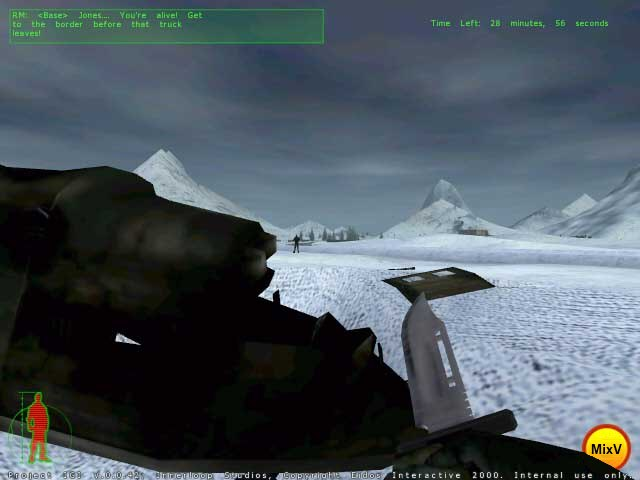 RM: <Base> Jones.... You're alive! Get
to the border before that truck
leaves!
Time Left: 28 minutes, 56 seconds
MixV
Project IGI v.0.0.42, Innerloop Studios, Copyright Eidos Interactive 2000. Internal use only.